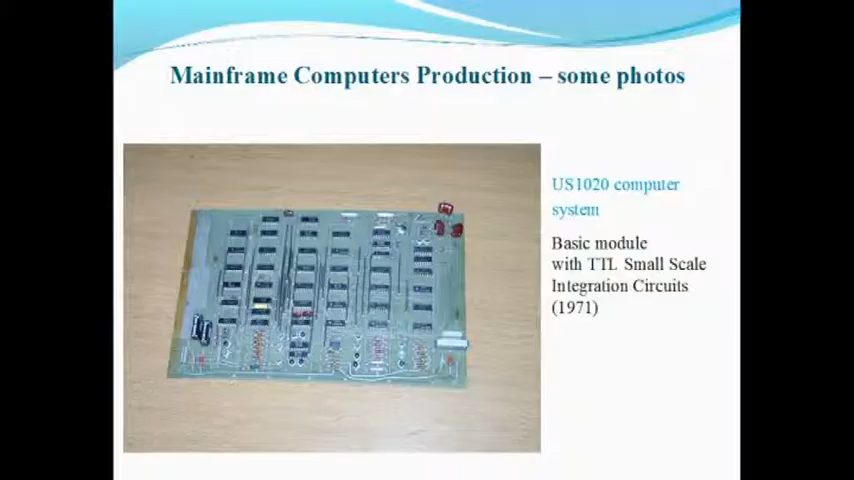 Mainframe Computers Production – some photos
US1020 computer
system
Basic module
with TTL Small Scale
Integration Circuits
(1971)